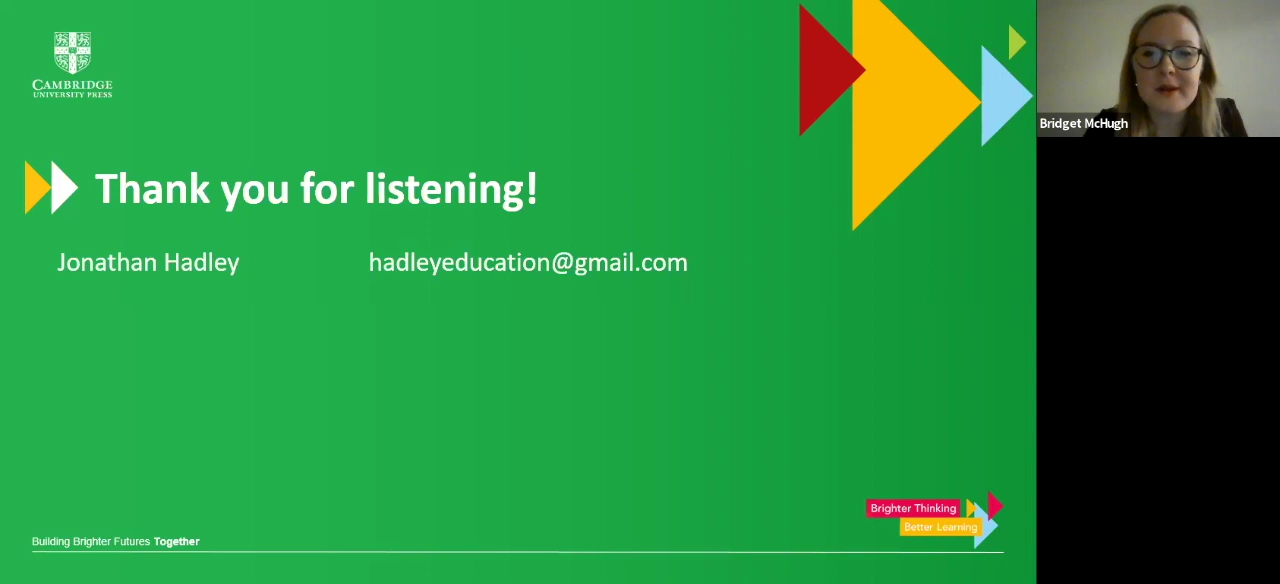 CAMBRIDGE
UNIVERSITY PRESS
Bridget McHugh
Thank you for listening!
Jonathan Hadley hadleyeducation@gmail.com
Brighter Thinking
Better Learning
Building Brighter Futures Together